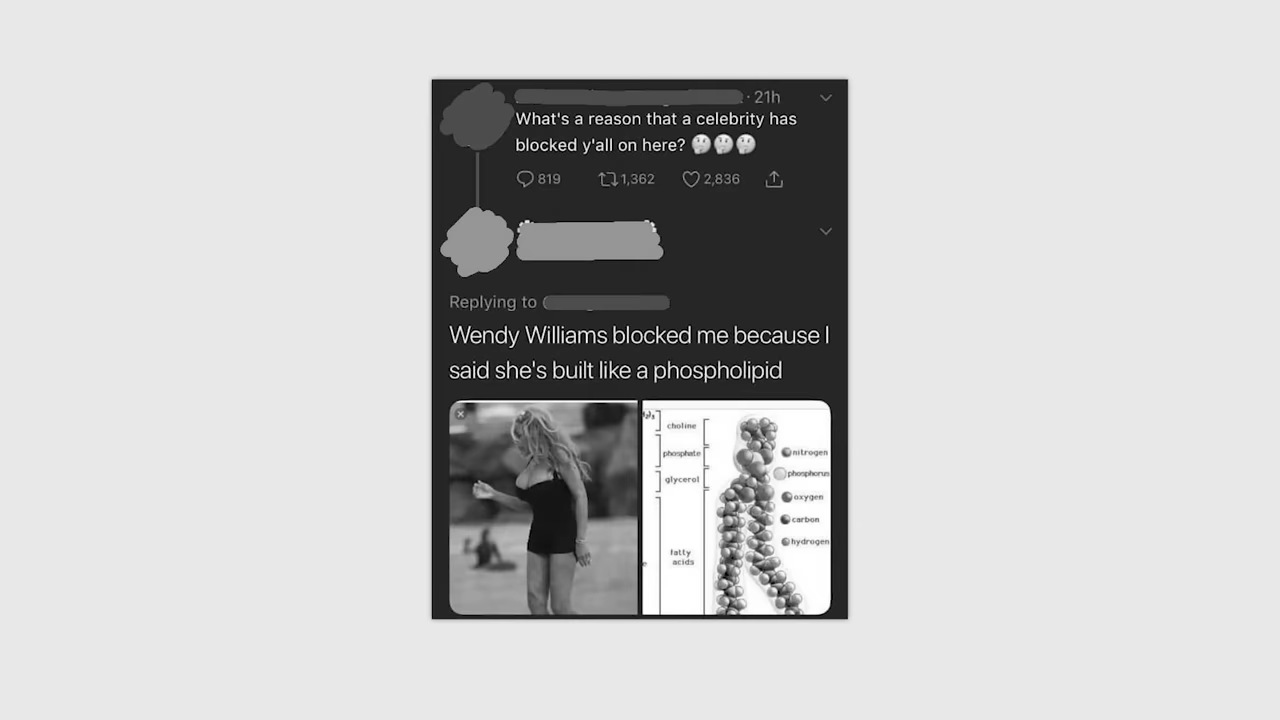 · 21h
What's a reason that a celebrity has
blocked y'all on here? 🤔🤔🤔
819 1,362 2,836
Replying to
Wendy Williams blocked me because I
said she's built like a phospholipid
choline
phosphate
glycerol
fatty
acids
nitrogen
phosphorus
oxygen
carbon
hydrogen